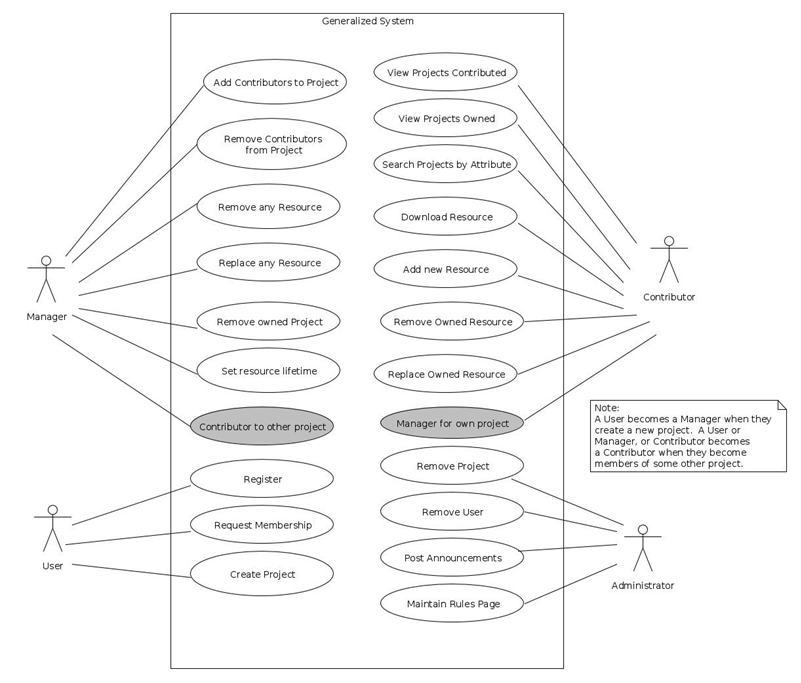 Generalized System
Add Contributors to Project
Remove Contributors
from Project
Remove any Resource
Replace any Resource
Remove owned Project
Set resource lifetime
Contributor to other project
Register
Request Membership
Create Project
View Projects Contributed
View Projects Owned
Search Projects by Attribute
Download Resource
Add new Resource
Remove Owned Resource
Replace Owned Resource
Manager for own project
Remove Project
Remove User
Post Announcements
Maintain Rules Page
Manager
User
Contributor
Administrator
Note:
A User becomes a Manager when they
create a new project.  A User or
Manager, or Contributor becomes
a Contributor when they become
members of some other project.